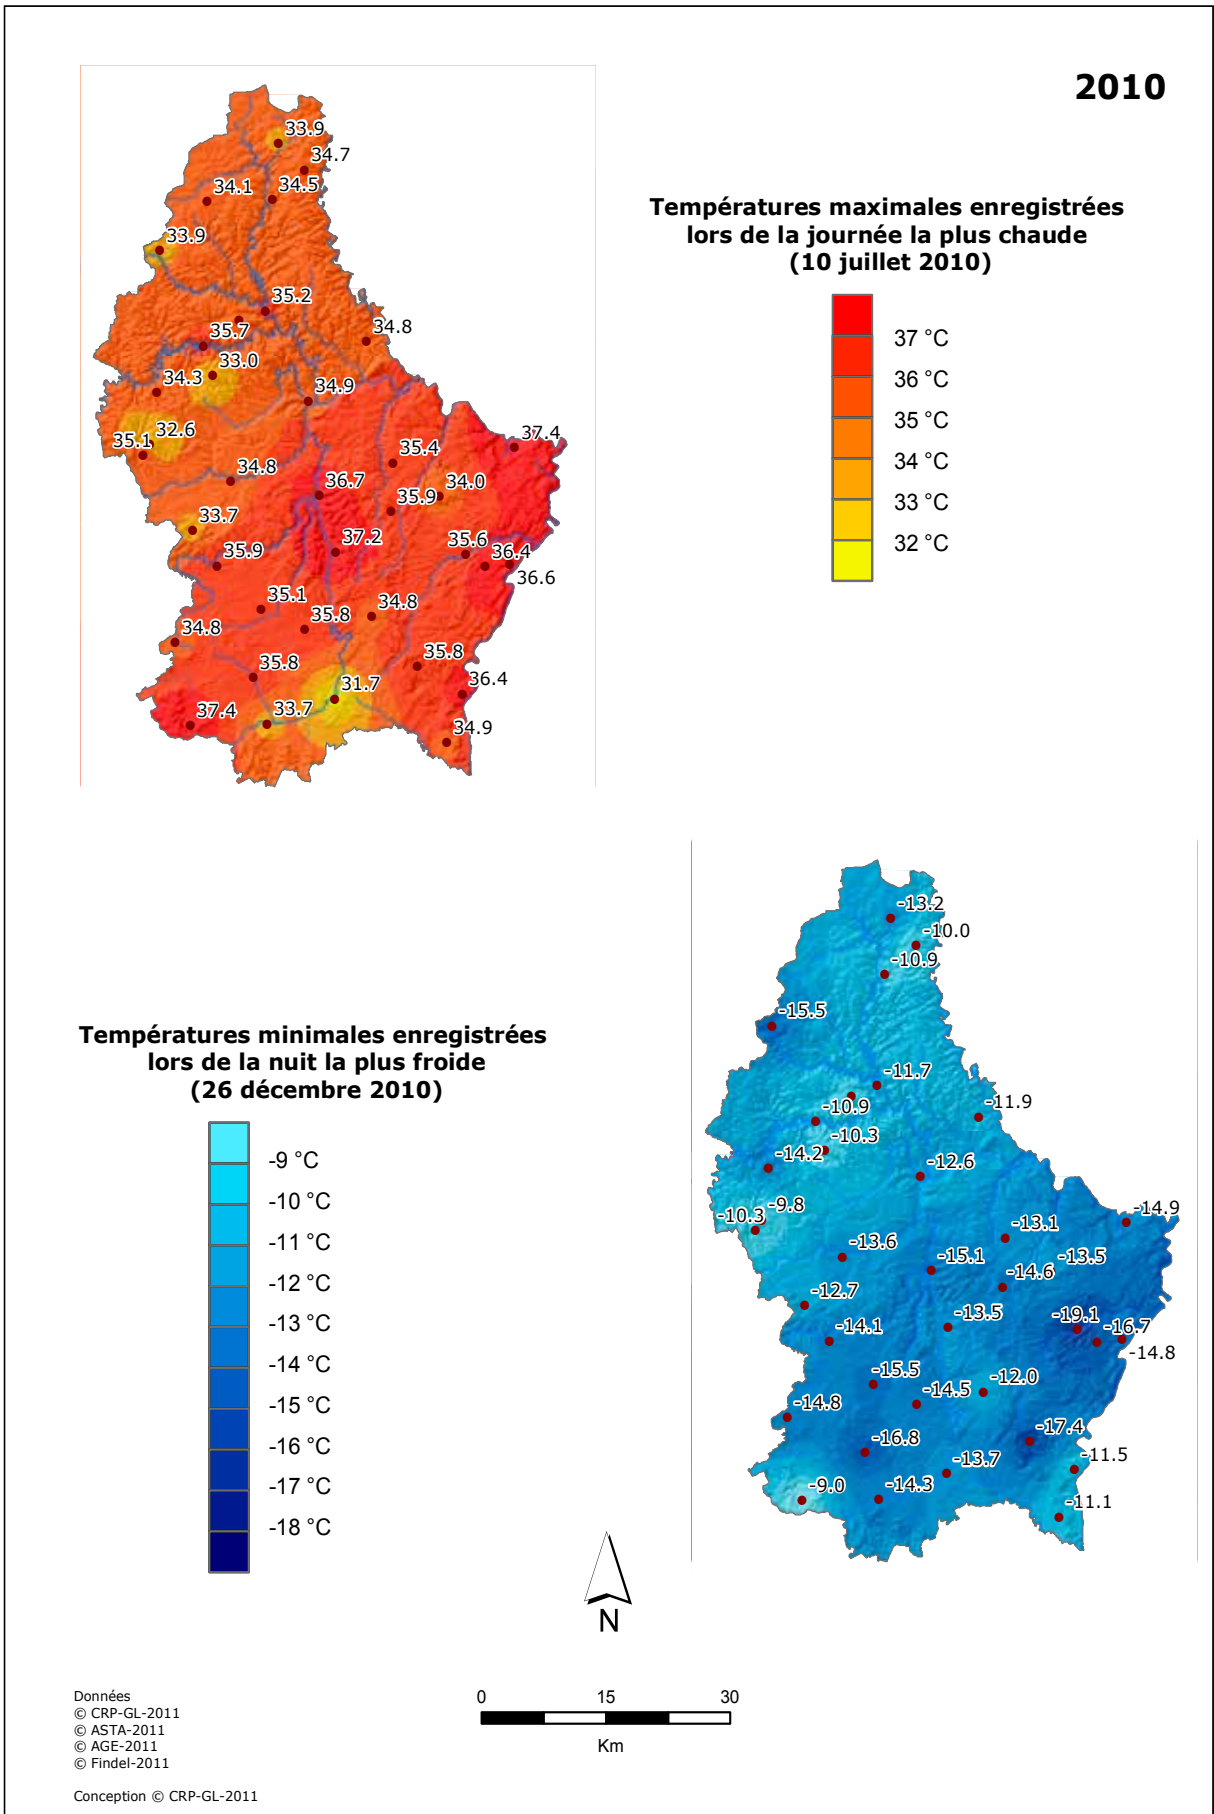 2010
33.9
34.7
34.1
34.5
33.9
35.2
35.7
34.8
33.0
34.3
34.9
32.6
35.1
37.4
35.4
34.8
36.7
34.0
35.9
33.7
37.2
35.6
35.9
36.4
36.6
35.1
34.8
35.8
34.8
35.8
35.8
36.4
31.7
37.4
33.7
34.9
Températures maximales enregistrées
lors de la journée la plus chaude
(10 juillet 2010)
37 °C
36 °C
35 °C
34 °C
33 °C
32 °C
Températures minimales enregistrées
lors de la nuit la plus froide
(26 décembre 2010)
-9 °C
-10 °C
-11 °C
-12 °C
-13 °C
-14 °C
-15 °C
-16 °C
-17 °C
-18 °C
-13.2
-10.0
-10.9
-15.5
-11.7
-10.9
-11.9
-10.3
-14.2
-12.6
-9.8
-10.3
-14.9
-13.1
-13.6
-15.1
-13.5
-14.6
-12.7
-13.5
-19.1
-14.1
-16.7
-14.8
-15.5
-12.0
-14.5
-14.8
-17.4
-16.8
-13.7
-11.5
-9.0
-14.3
-11.1
N
0 15 30
Km
Données
© CRP-GL-2011
© ASTA-2011
© AGE-2011
© Findel-2011
Conception © CRP-GL-2011